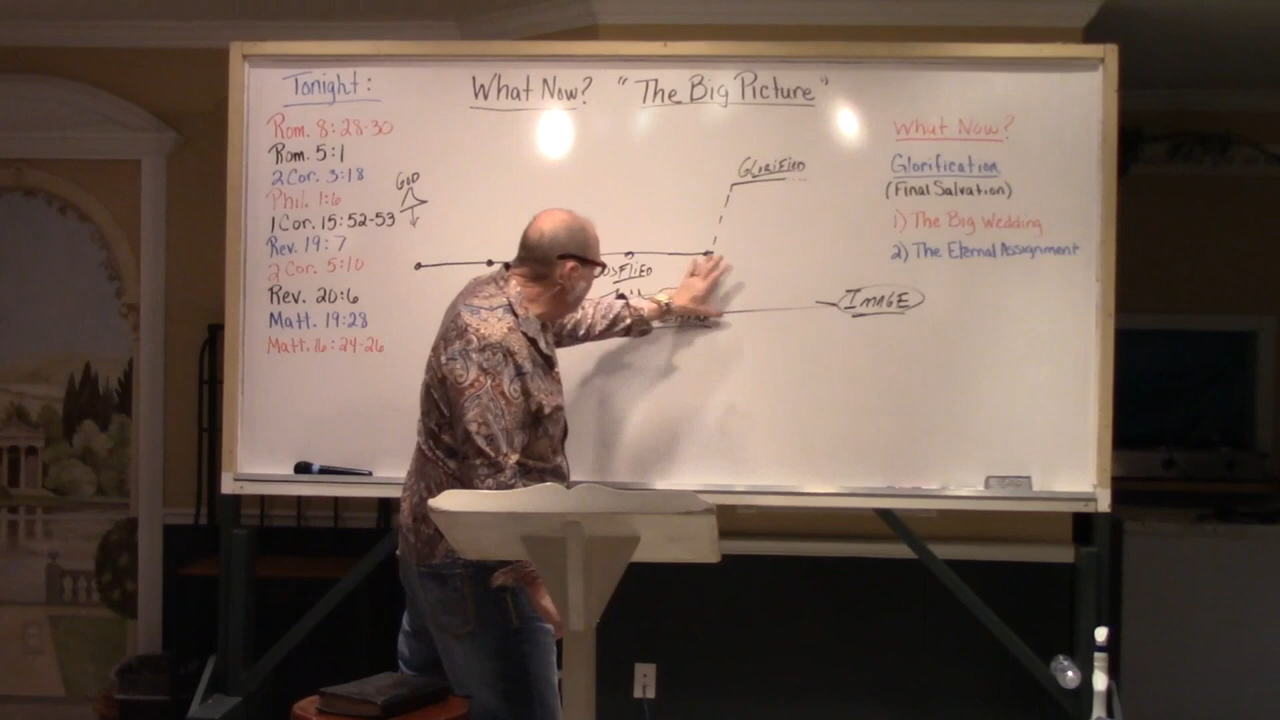 Tonight:
Rom. 8:28-30
Rom. 5:1
2 Cor. 3:18
Phil. 1:6
1 Cor. 15:52-53
Rev. 19:7
2 Cor. 5:10
Rev. 20:6
Matt. 19:28
Matt. 16:24-26
What Now? "The Big Picture"
GOD
GLORIFIED
IMAGE
What Now?
Glorification
(Final Salvation)
1) The Big Wedding
2) The Eternal Assignment